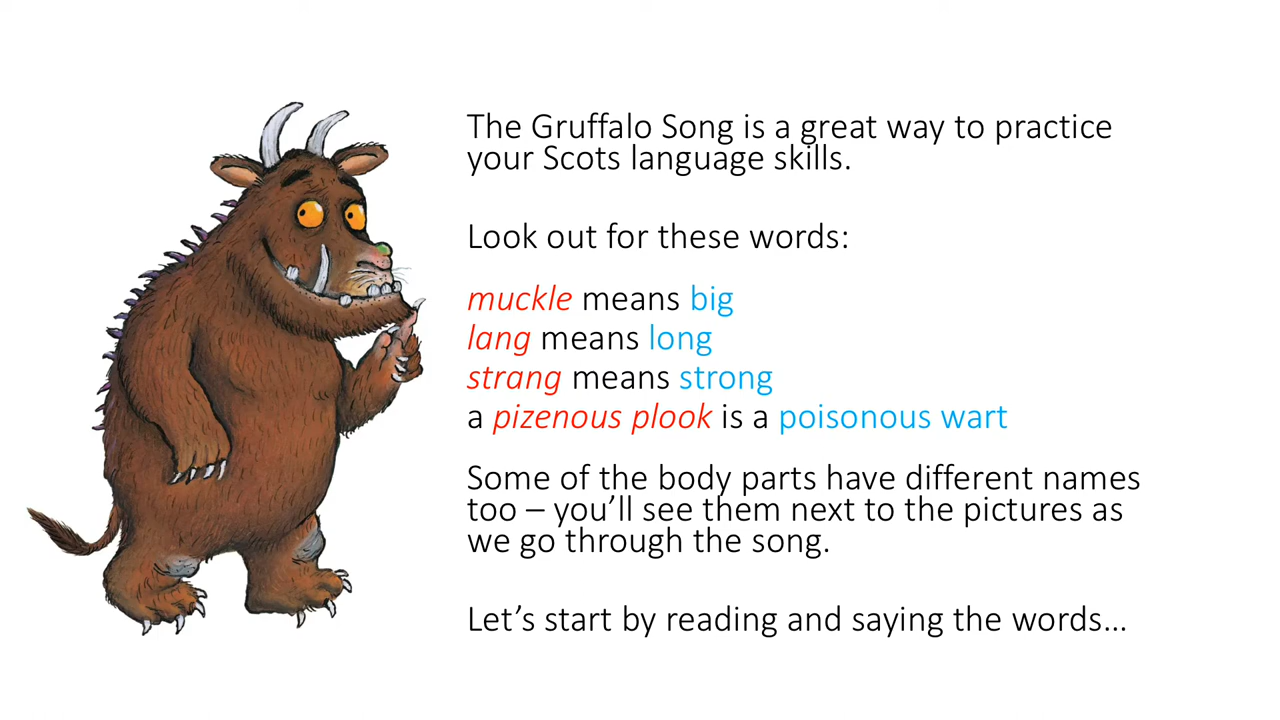 The Gruffalo Song is a great way to practice
your Scots language skills.
Look out for these words:
muckle means big
lang means long
strang means strong
a pizenous plook is a poisonous wart
Some of the body parts have different names
too – you’ll see them next to the pictures as
we go through the song.
Let’s start by reading and saying the words…